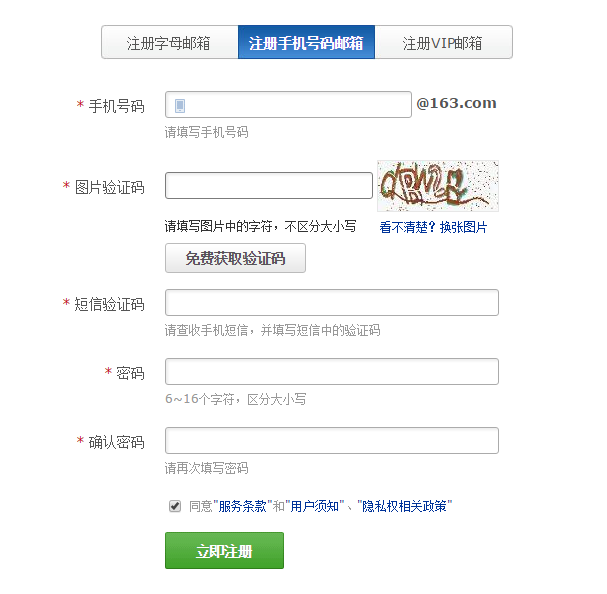 注册字母邮箱 注册手机号码邮箱 注册VIP邮箱
* 手机号码 @163.com
请填写手机号码
* 图片验证码
请填写图片中的字符，不区分大小写 看不清楚？换张图片
免费获取验证码
* 短信验证码
请查收手机短信，并填写短信中的验证码
* 密码
6~16个字符，区分大小写
* 确认密码
请再次填写密码
同意"服务条款"和"用户须知"、"隐私权相关政策"
立即注册